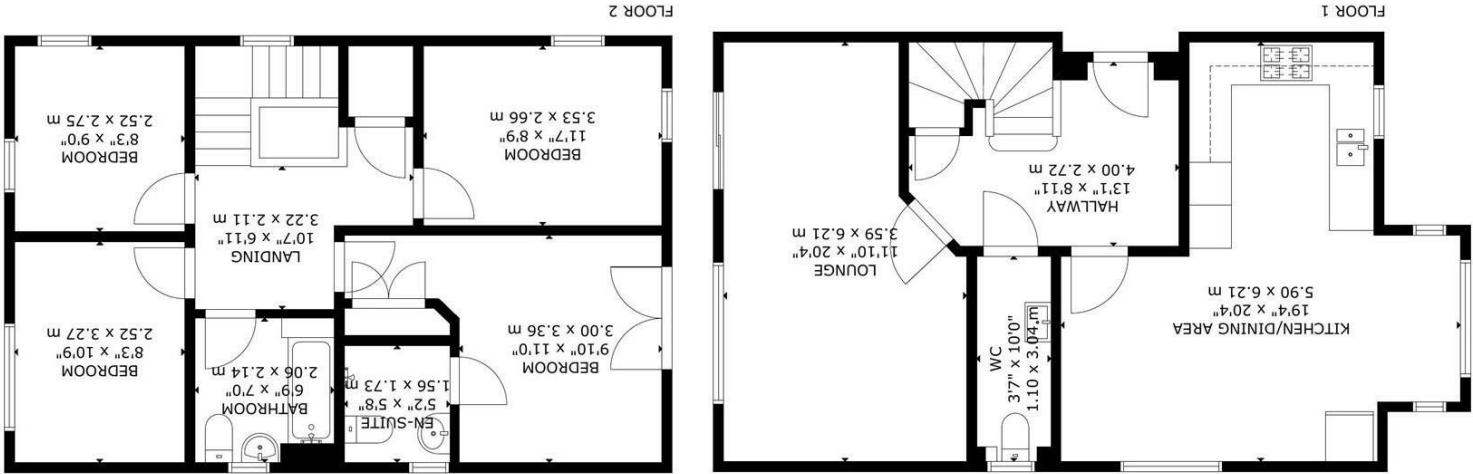 FLOOR 1
KITCHEN/DINING AREA
19'4" x 20'4"
5.90 x 6.21 m
WC
3'7" x 10'0"
1.10 x 3.04 m
LOUNGE
11'10" x 20'4"
3.59 x 6.21 m
HALLWAY
13'1" x 8'11"
4.00 x 2.72 m
FLOOR 2
BEDROOM
9'10" x 11'0"
3.00 x 3.36 m
EN-SUITE
5'2" x 5'8"
1.56 x 1.73 m
BATHROOM
6'9" x 7'0"
2.06 x 2.14 m
BEDROOM
8'3" x 10'9"
2.52 x 3.27 m
LANDING
10'7" x 6'11"
3.22 x 2.11 m
BEDROOM
11'7" x 8'9"
3.53 x 2.66 m
BEDROOM
8'3" x 9'0"
2.52 x 2.75 m